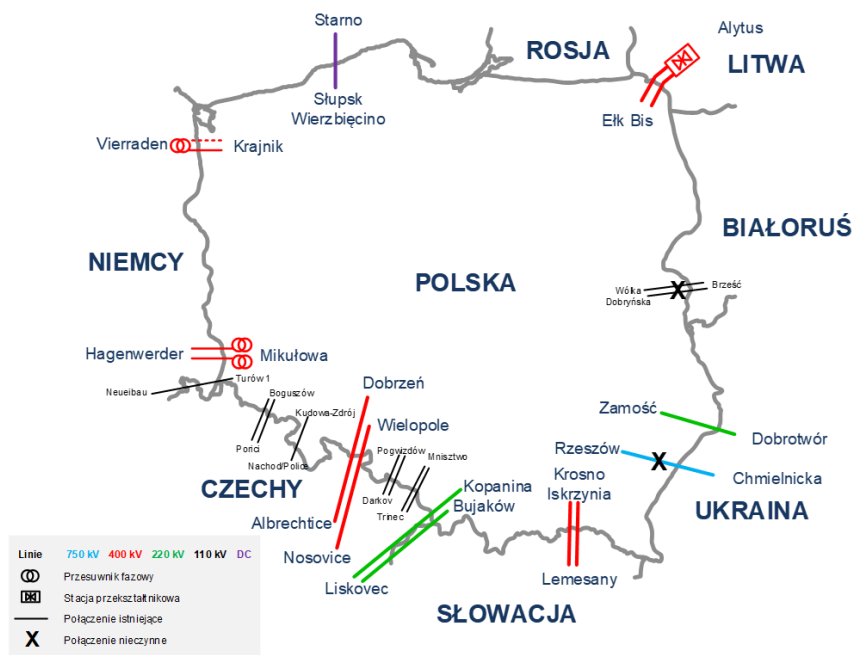 Starno
Alytus
ROSJA
LITWA
Słupsk
Wierzbięcino
Ełk Bis
Vierraden
Krajnik
BIAŁORUŚ
NIEMCY
POLSKA
Wólka
Dobryńska
Brześć
Hagenwerder
Mikułowa
Turów 1
Neueibau
Boguszów
Dobrzeń
Kudowa-Zdrój
Wielopole
Zamość
Dobrotwór
Porici
Nachod/Police
Pogwizdów
Mnisztwo
Rzeszów
Chmielnicka
CZECHY
Darkov
Trinec
Kopanina
Bujaków
Krosno
Iskrzynia
UKRAINA
Albrechtice
Nosovice
Liskovec
Lemesany
SŁOWACJA
Linie 750 kV 400 kV 220 kV 110 kV DC
Przesuwnik fazowy
Stacja przekształtnikowa
Połączenie istniejące
X Połączenie nieczynne
X
X